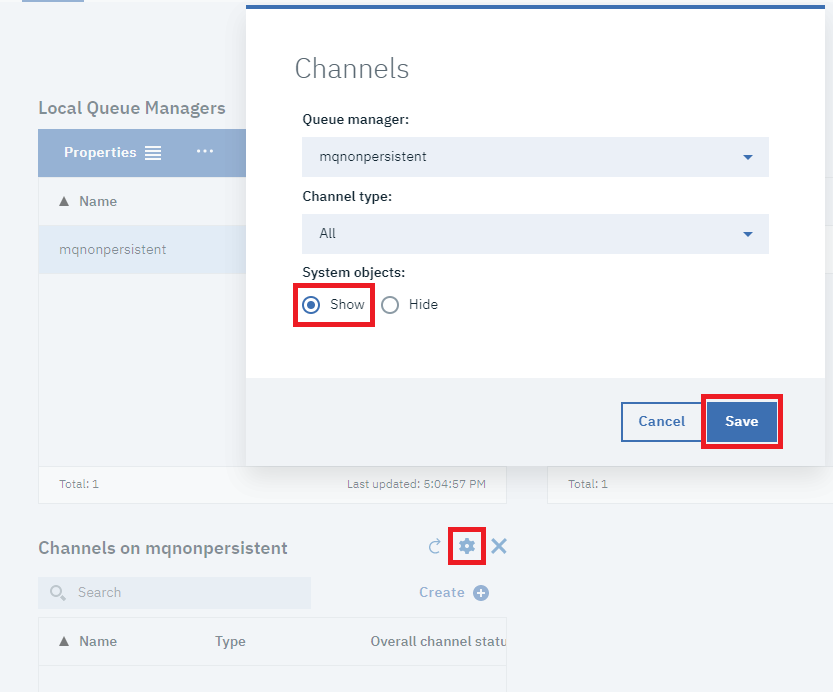 Channels
Queue manager:
mqnonpersistent
Channel type:
All
System objects:
Show Hide
Cancel Save
Local Queue Managers
Properties ...
Name
mqnonpersistent
Total: 1 Last updated: 5:04:57 PM
Total: 1
Channels on mqnonpersistent
Search Create
Name Type Overall channel statu